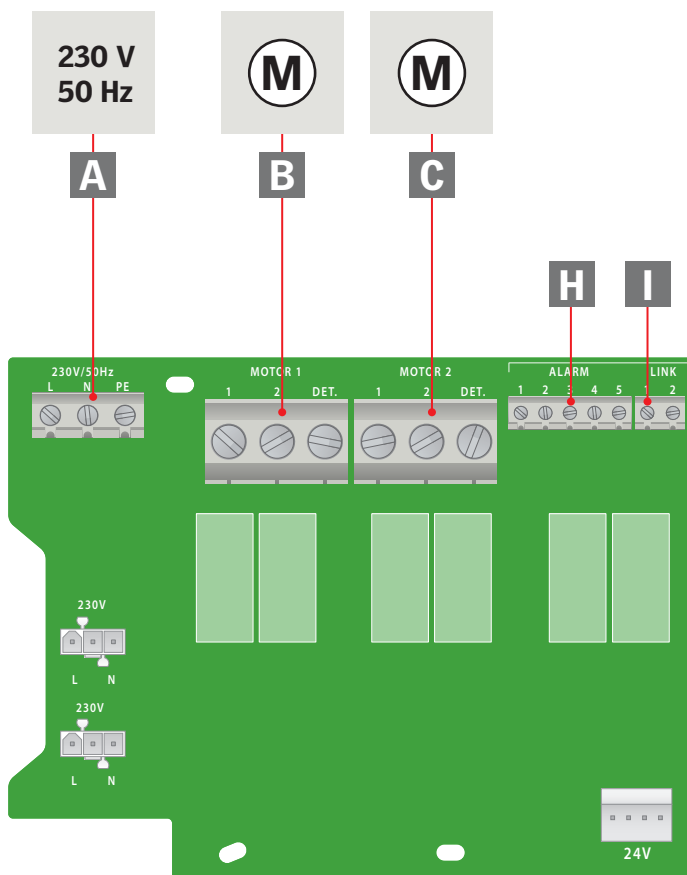 230 V
50 Hz
M
M
A
B
C
H
I
230V/50Hz
L N PE
MOTOR 1
1 2 DET.
MOTOR 2
1 2 DET.
ALARM
1 2 3 4 5
LINK
1 2
230V
L N
230V
L N
24V